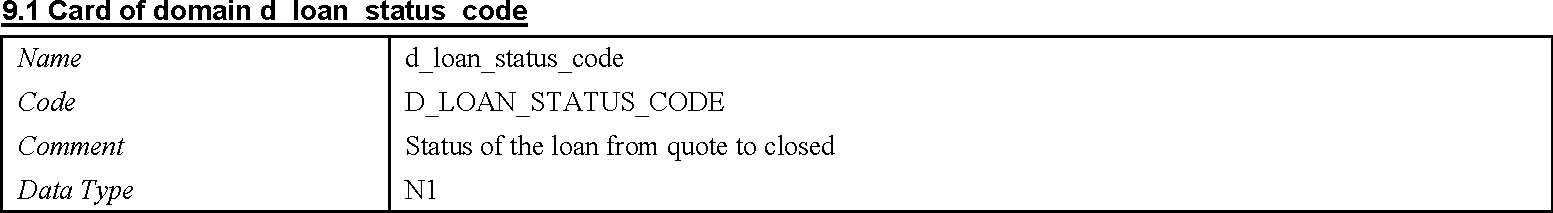 9.1 Card of domain d_loan_status_code
Name d_loan_status_code
Code D_LOAN_STATUS_CODE
Comment Status of the loan from quote to closed
Data Type N1